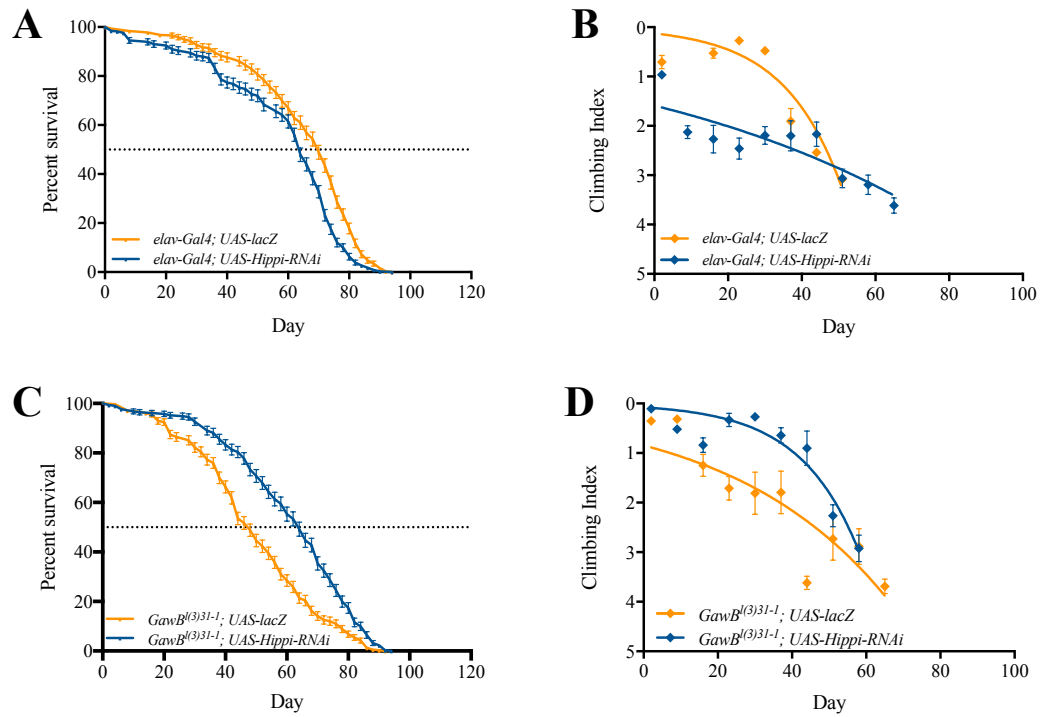 A
Percent survival
100
80
60
40
20
0
0 20 40 60 80 100 120
Day
elav-Gal4; UAS-lacZ
elav-Gal4; UAS-Hippi-RNAi
B
Climbing Index
0
1
2
3
4
5
0 20 40 60 80 100
Day
elav-Gal4; UAS-lacZ
elav-Gal4; UAS-Hippi-RNAi
C
Percent survival
100
80
60
40
20
0
0 20 40 60 80 100 120
Day
GawB^l(3)31-1; UAS-lacZ
GawB^l(3)31-1; UAS-Hippi-RNAi
D
Climbing Index
0
1
2
3
4
5
0 20 40 60 80 100
Day
GawB^l(3)31-1; UAS-lacZ
GawB^l(3)31-1; UAS-Hippi-RNAi